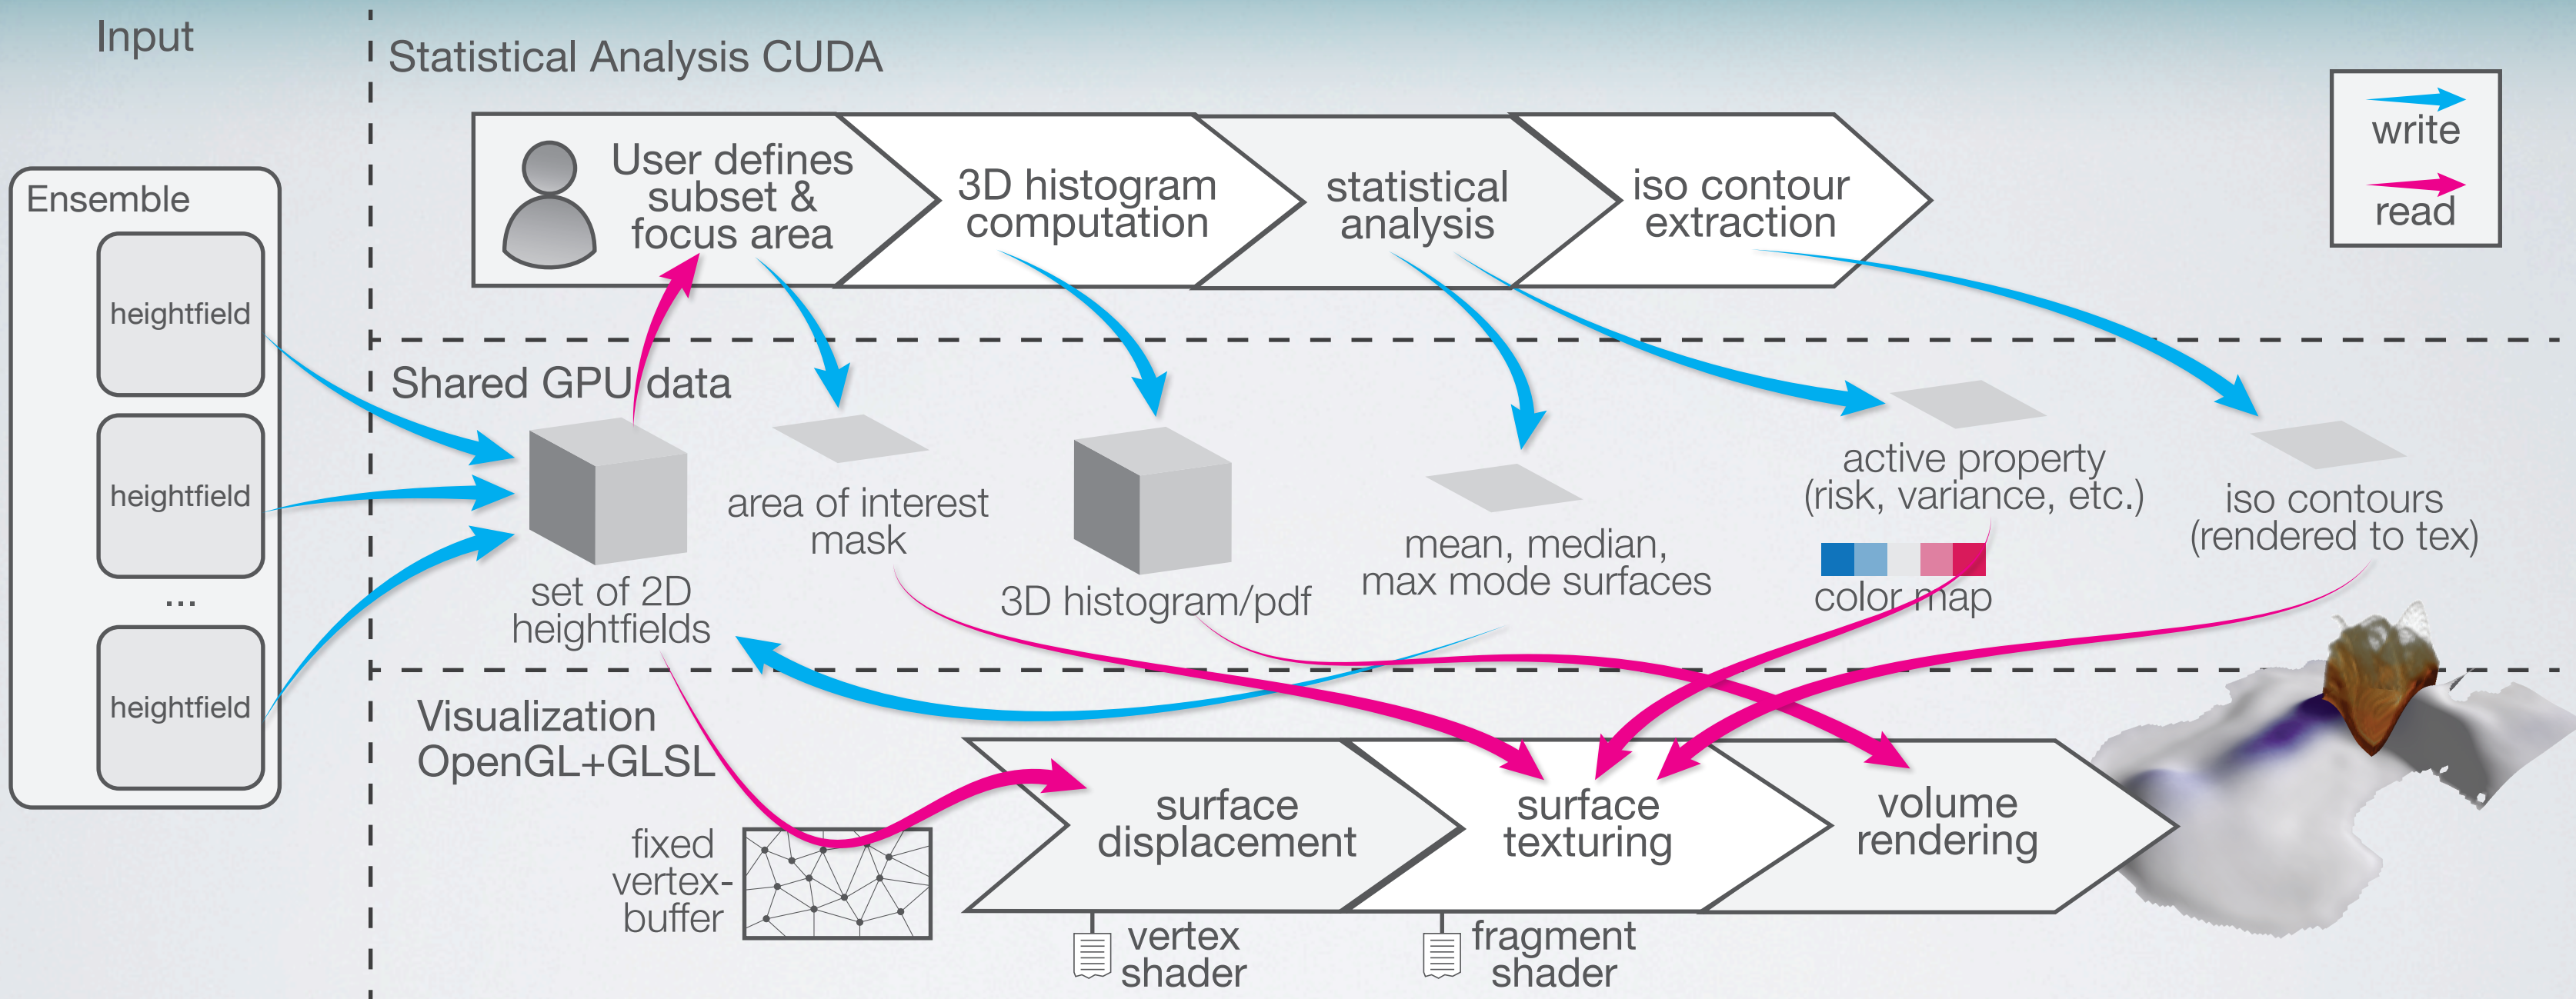 Input
Statistical Analysis CUDA
write
read
Ensemble
heightfield
heightfield
...
heightfield
User defines
subset &
focus area
3D histogram
computation
statistical
analysis
iso contour
extraction
Shared GPU data
set of 2D
heightfields
area of interest
mask
3D histogram/pdf
mean, median,
max mode surfaces
active property
(risk, variance, etc.)
color map
iso contours
(rendered to tex)
Visualization
OpenGL+GLSL
fixed
vertex-
buffer
surface
displacement
surface
texturing
volume
rendering
vertex
shader
fragment
shader